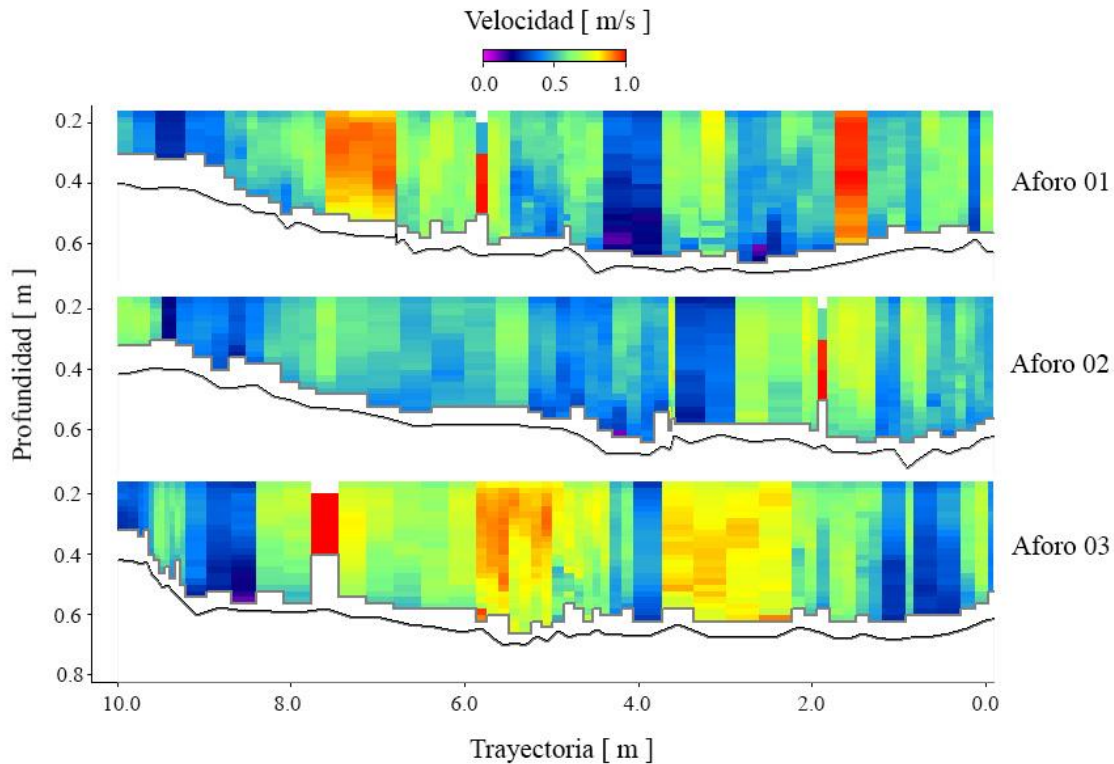 Velocidad [ m/s ]
0.0 0.5 1.0
0.2
0.4
0.6
Aforo 01
0.2
0.4
0.6
Aforo 02
Profundidad [ m ]
0.2
0.4
0.6
0.8
Aforo 03
10.0 8.0 6.0 4.0 2.0 0.0
Trayectoria [ m ]